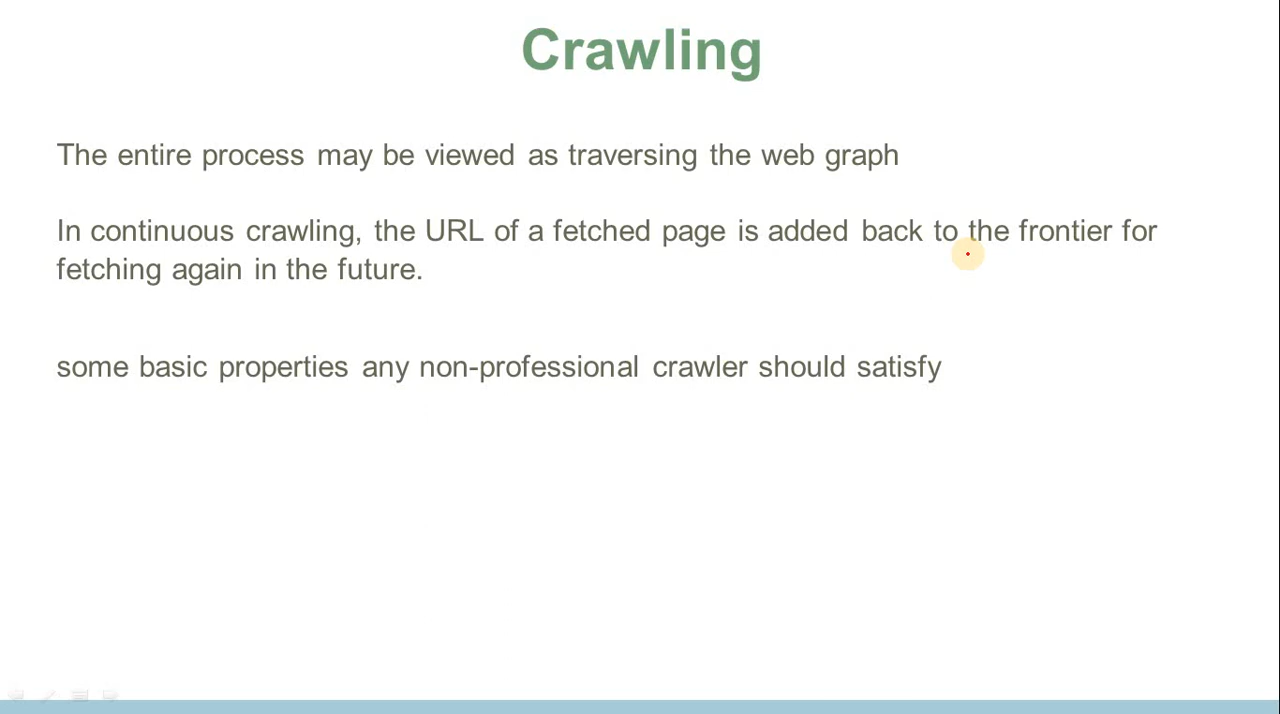 Crawling
The entire process may be viewed as traversing the web graph
In continuous crawling, the URL of a fetched page is added back to the frontier for
fetching again in the future.
some basic properties any non-professional crawler should satisfy